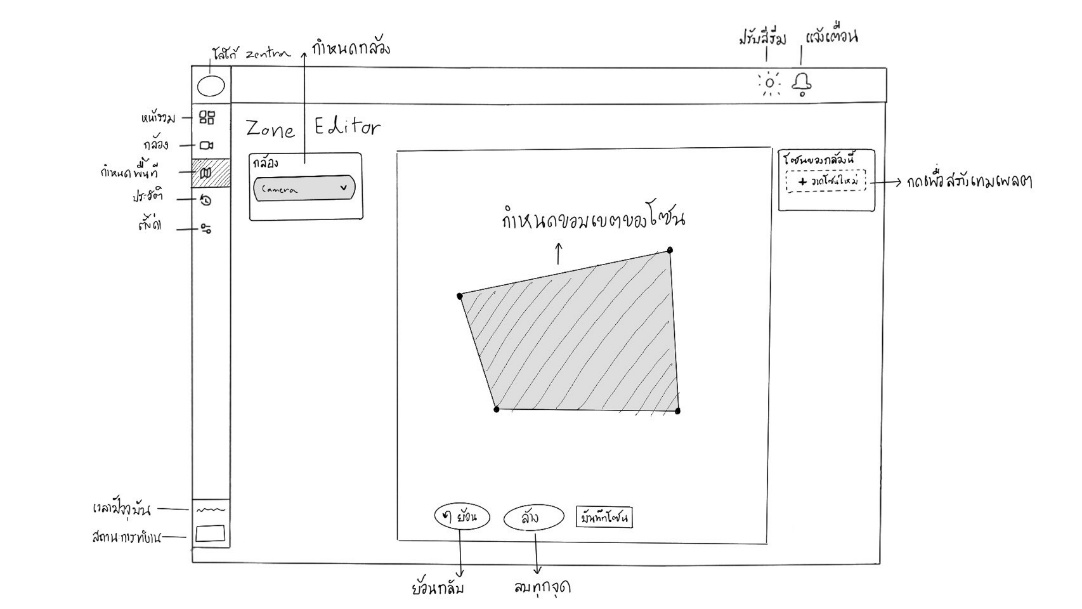 โลโก้ zentra
กำหนดกล้อง
ปรับสีธีม
แจ้งเตือน
หน้ารวม
กล้อง
กำหนดพื้นที่
ประวัติ
ตั้งค่า
Zone Editor
กล้อง
Camera
โซนของกล้องนี้
+ วาดโซนใหม่
กดเพื่อสร้างเทมเพลต
กำหนดขอบเขตของโซน
ย้อน
ล้าง
บันทึกโซน
เวลาปัจจุบัน
สถานะการทำงาน
ย้อนกลับ
ลบทุกจุด